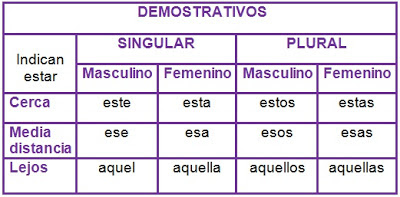 DEMOSTRATIVOS
Indican estar SINGULAR PLURAL
Masculino Femenino Masculino Femenino
Cerca este esta estos estas
Media distancia ese esa esos esas
Lejos aquel aquella aquellos aquellas